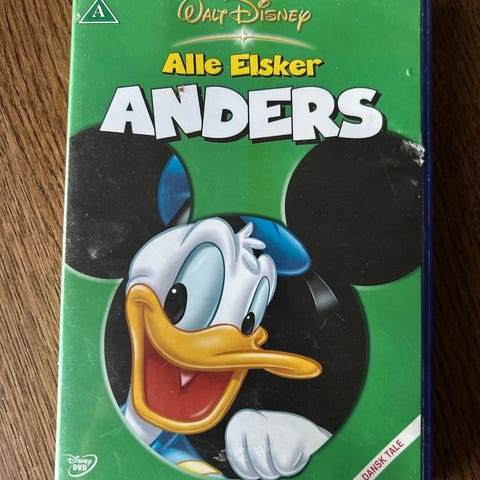 A
WALT DISNEY
Alle Elsker
ANDERS
DANSK TALE
DISNEY
DVD